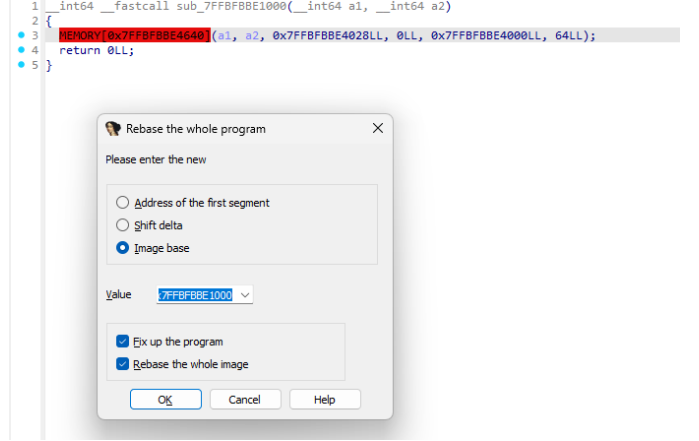 1 __int64 __fastcall sub_7FFBFBBE1000(__int64 a1, __int64 a2)
2 {
3 MEMORY[0x7FFBFBBE4640](a1, a2, 0x7FFBFBBE4028LL, 0LL, 0x7FFBFBBE4000LL, 64LL);
4 return 0LL;
5 }
Rebase the whole program
Please enter the new
Address of the first segment
Shift delta
Image base
Value :7FFBFBBE1000
Fix up the program
Rebase the whole image
OK Cancel Help